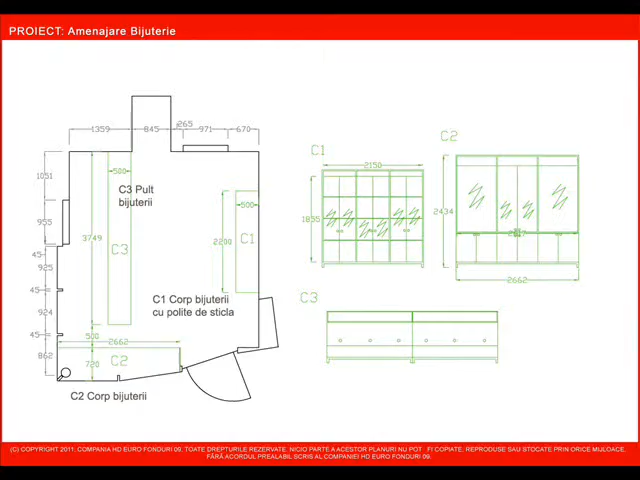 PROIECT: Amenajare Bijuterie
1359
845
265
971
670
1051
955
45
925
45
924
45
862
500
C3 Pult
bijuterii
3749
C3
500
2200
C1
C1 Corp bijuterii
cu polite de sticla
500
2662
720
C2
C2 Corp bijuterii
C1
2150
1855
C2
2434
2662
C3
(C) COPYRIGHT 2011; COMPANIA HD EURO FONDURI 09. TOATE DREPTURILE REZERVATE. NICIO PARTE A ACESTOR PLANURI NU POT FI COPIATE, REPRODUSE SAU STOCATE PRIN ORICE MIJLOACE,
FĂRĂ ACORDUL PREALABIL SCRIS AL COMPANIEI HD EURO FONDURI 09.